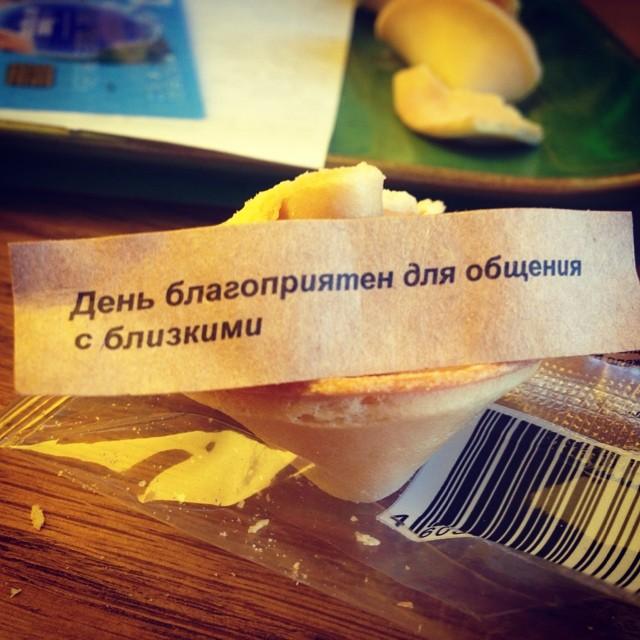 День благоприятен для общения
с близкими